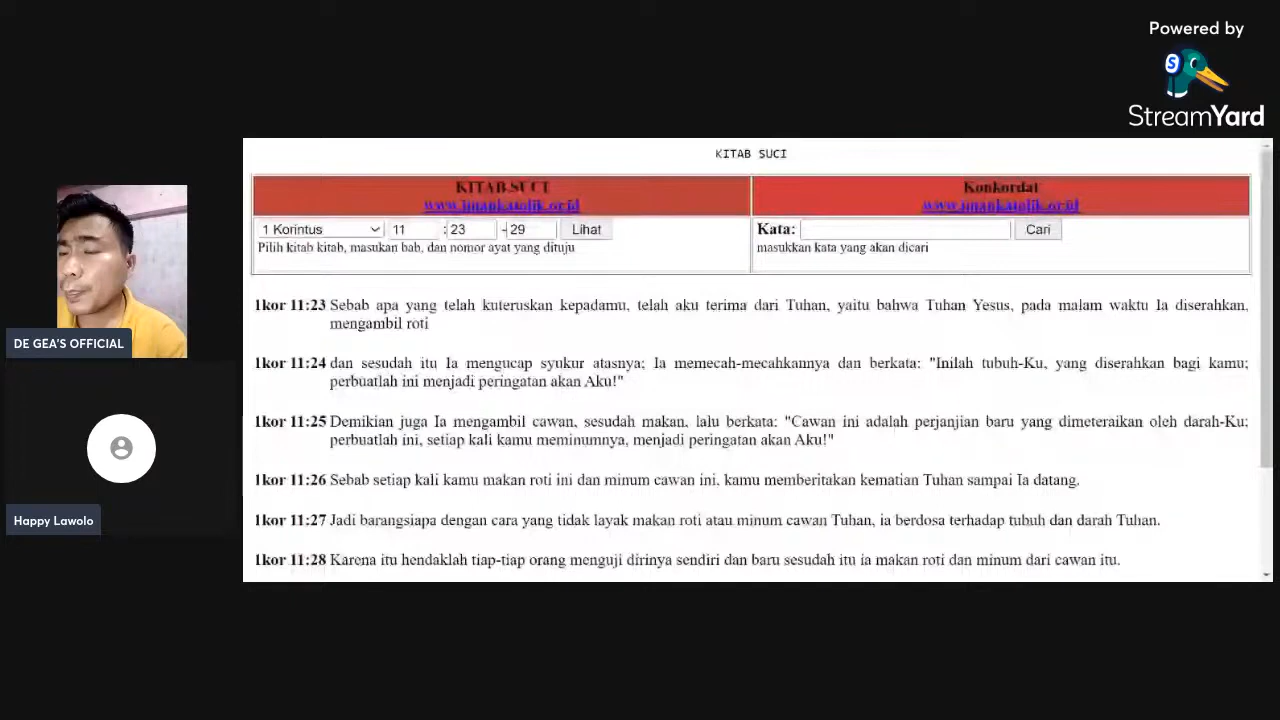 Powered by
StreamYard
KITAB SUCI
KITAB SUCI
www.imankatolik.or.id
Konkordat
www.imankatolik.or.id
1 Korintus 11 : 23 - 29 Lihat
Pilih kitab kitab, masukan bab, dan nomor ayat yang dituju
Kata: Cari
masukkan kata yang akan dicari
1kor 11:23 Sebab apa yang telah kuteruskan kepadamu, telah aku terima dari Tuhan, yaitu bahwa Tuhan Yesus, pada malam waktu Ia diserahkan,
mengambil roti
1kor 11:24 dan sesudah itu Ia mengucap syukur atasnya; Ia memecah-mecahkannya dan berkata: "Inilah tubuh-Ku, yang diserahkan bagi kamu;
perbuatlah ini menjadi peringatan akan Aku!"
1kor 11:25 Demikian juga Ia mengambil cawan, sesudah makan, lalu berkata: "Cawan ini adalah perjanjian baru yang dimeteraikan oleh darah-Ku;
perbuatlah ini, setiap kali kamu meminumnya, menjadi peringatan akan Aku!"
1kor 11:26 Sebab setiap kali kamu makan roti ini dan minum cawan ini, kamu memberitakan kematian Tuhan sampai Ia datang.
1kor 11:27 Jadi barangsiapa dengan cara yang tidak layak makan roti atau minum cawan Tuhan, ia berdosa terhadap tubuh dan darah Tuhan.
1kor 11:28 Karena itu hendaklah tiap-tiap orang menguji dirinya sendiri dan baru sesudah itu ia makan roti dan minum dari cawan itu.
DE GEA'S OFFICIAL
Happy Lawolo